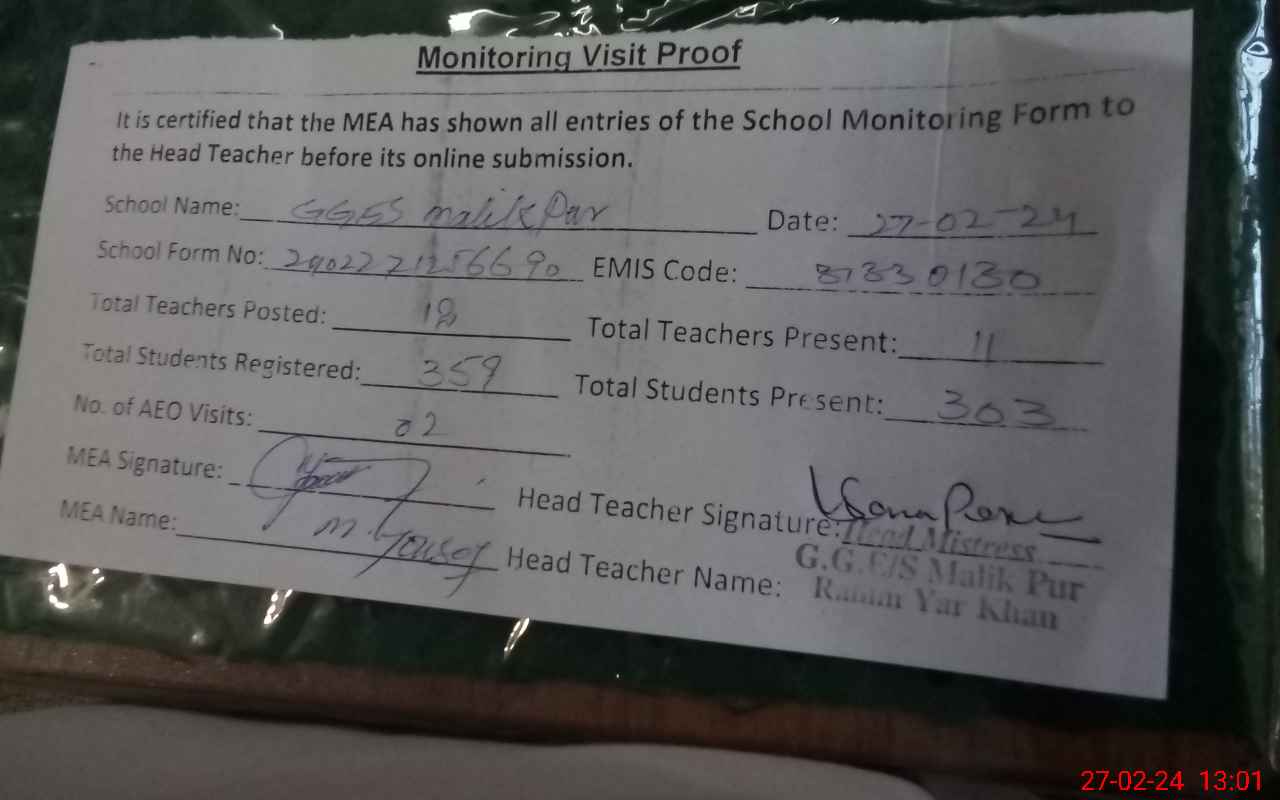 Monitoring Visit Proof
It is certified that the MEA has shown all entries of the School Monitoring Form to
the Head Teacher before its online submission.
School Name: GGES malik Pur Date: 27-02-24
School Form No: EMIS Code: 31330130
Total Teachers Posted: Total Teachers Present: 11
Total Students Registered: 359 Total Students Present: 303
No. of AEO Visits: 02
MEA Signature: Head Teacher Signature:
Head Mistress
MEA Name: M. Yousaf Head Teacher Name:
G.G.E/S Malik Pur
Rahim Yar Khan
27-02-24 13:01